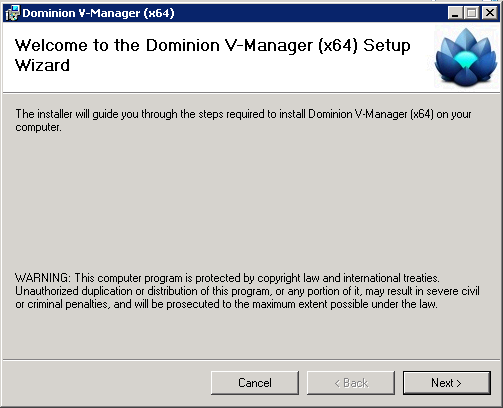 Dominion V-Manager (x64)
Welcome to the Dominion V-Manager (x64) Setup
Wizard
The installer will guide you through the steps required to install Dominion V-Manager (x64) on your
computer.
WARNING: This computer program is protected by copyright law and international treaties.
Unauthorized duplication or distribution of this program, or any portion of it, may result in severe civil
or criminal penalties, and will be prosecuted to the maximum extent possible under the law.
Cancel
< Back
Next >